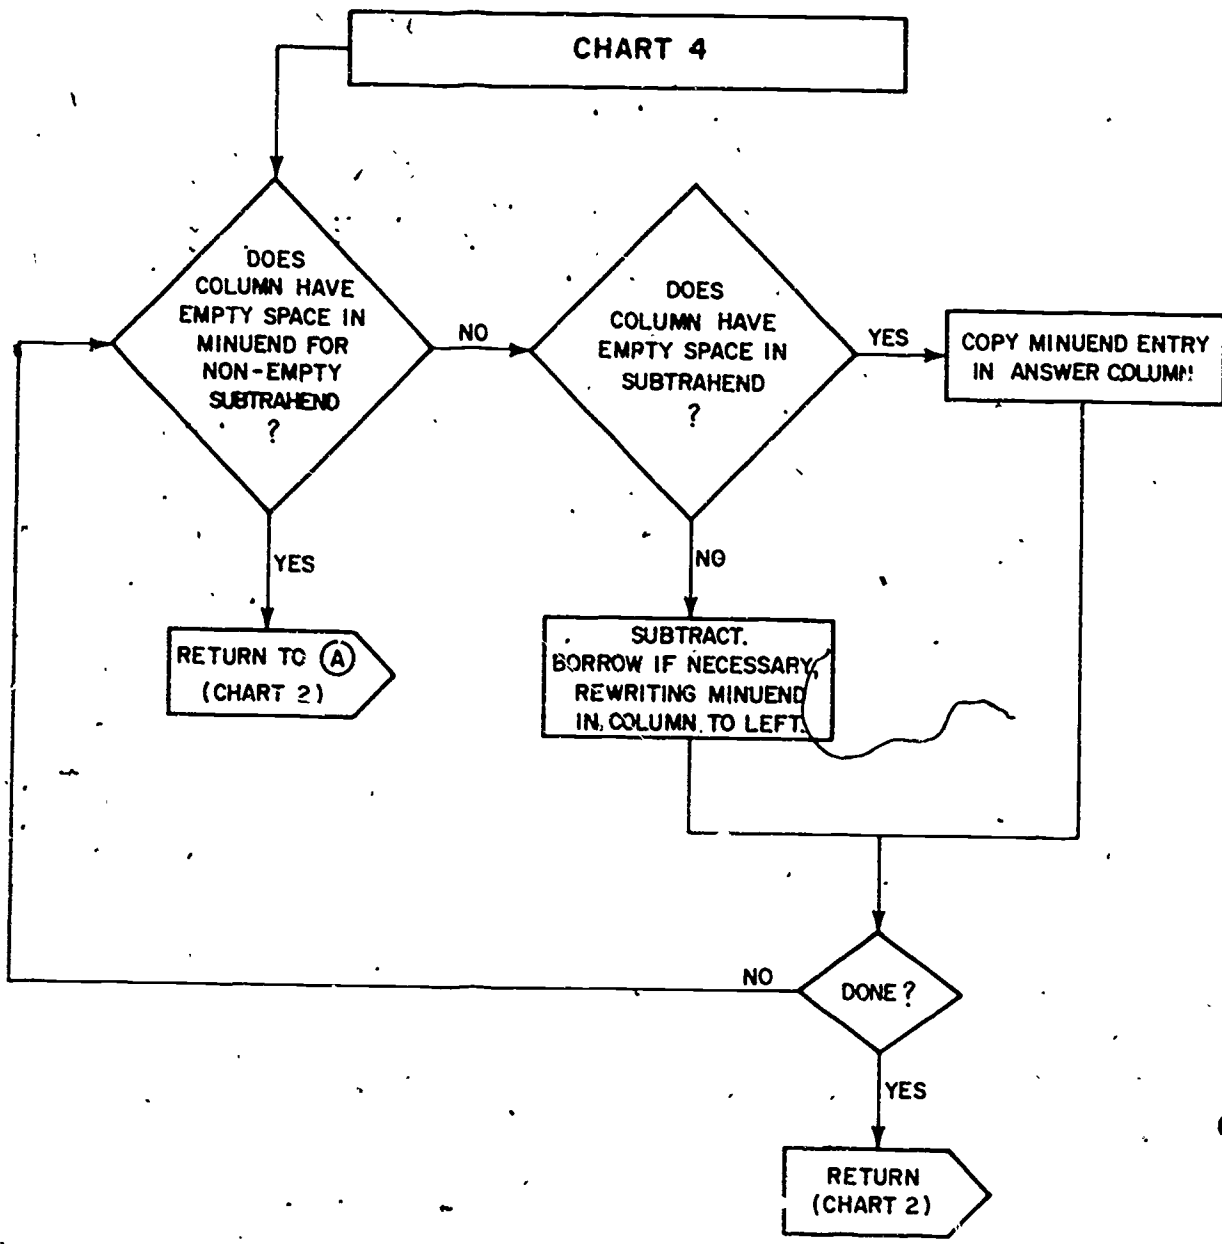 CHART 4
DOES
COLUMN HAVE
EMPTY SPACE IN
MINUEND FOR
NON-EMPTY
SUBTRAHEND
?
NO
DOES
COLUMN HAVE
EMPTY SPACE IN
SUBTRAHEND
?
YES
COPY MINUEND ENTRY
IN ANSWER COLUMN
YES
NO
RETURN TO A
(CHART 2)
SUBTRACT.
BORROW IF NECESSARY,
REWRITING MINUEND
IN COLUMN TO LEFT.
NO
DONE?
YES
RETURN
(CHART 2)